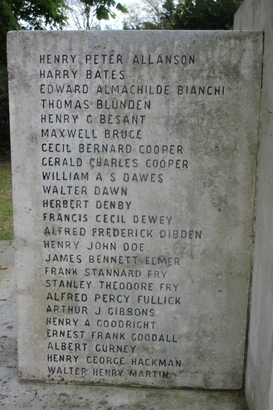 HENRY PETER ALLANSON
HARRY BATES
EDWARD ALMACHILDE BIANCHI
THOMAS BLUNDEN
HENRY C BESANT
MAXWELL BRUCE
CECIL BERNARD COOPER
GERALD CHARLES COOPER
WILLIAM A S DAWES
WALTER DAWN
HERBERT DENBY
FRANCIS CECIL DEWEY
ALFRED FREDERICK DIBDEN
HENRY JOHN DOE
JAMES BENNETT ELMER
FRANK STANNARD FRY
STANLEY THEODORE FRY
ALFRED PERCY FULLICK
ARTHUR J GIBBONS
HENRY A GOODRIGHT
ERNEST FRANK GOODALL
ALBERT GURNEY
HENRY GEORGE HACKMAN
WALTER HENRY MARTIN